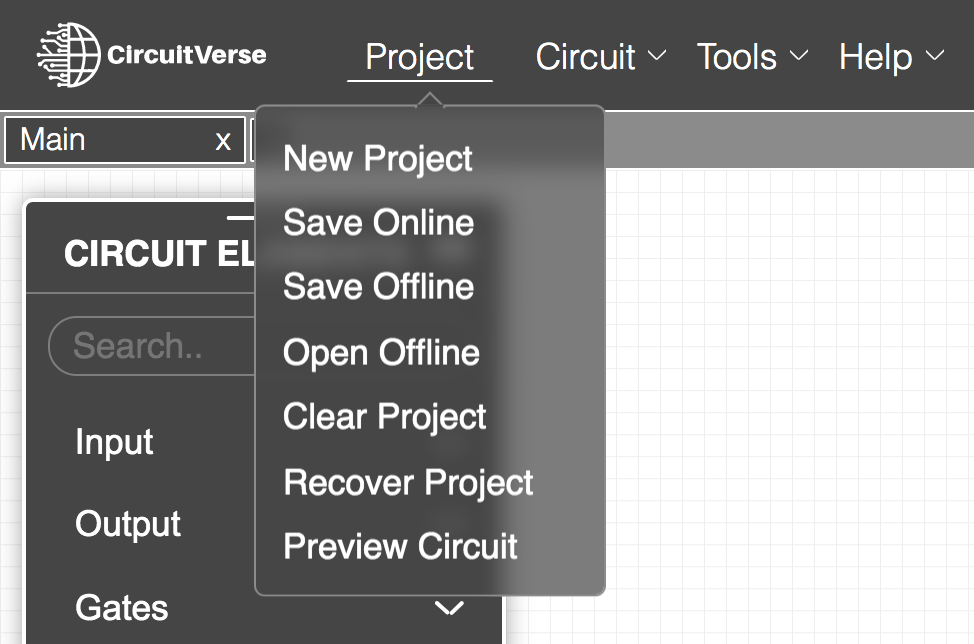 CircuitVerse
Project Circuit Tools Help
Main x
New Project
Save Online
Save Offline
Open Offline
Clear Project
Recover Project
Preview Circuit
CIRCUIT EL
Search..
Input
Output
Gates